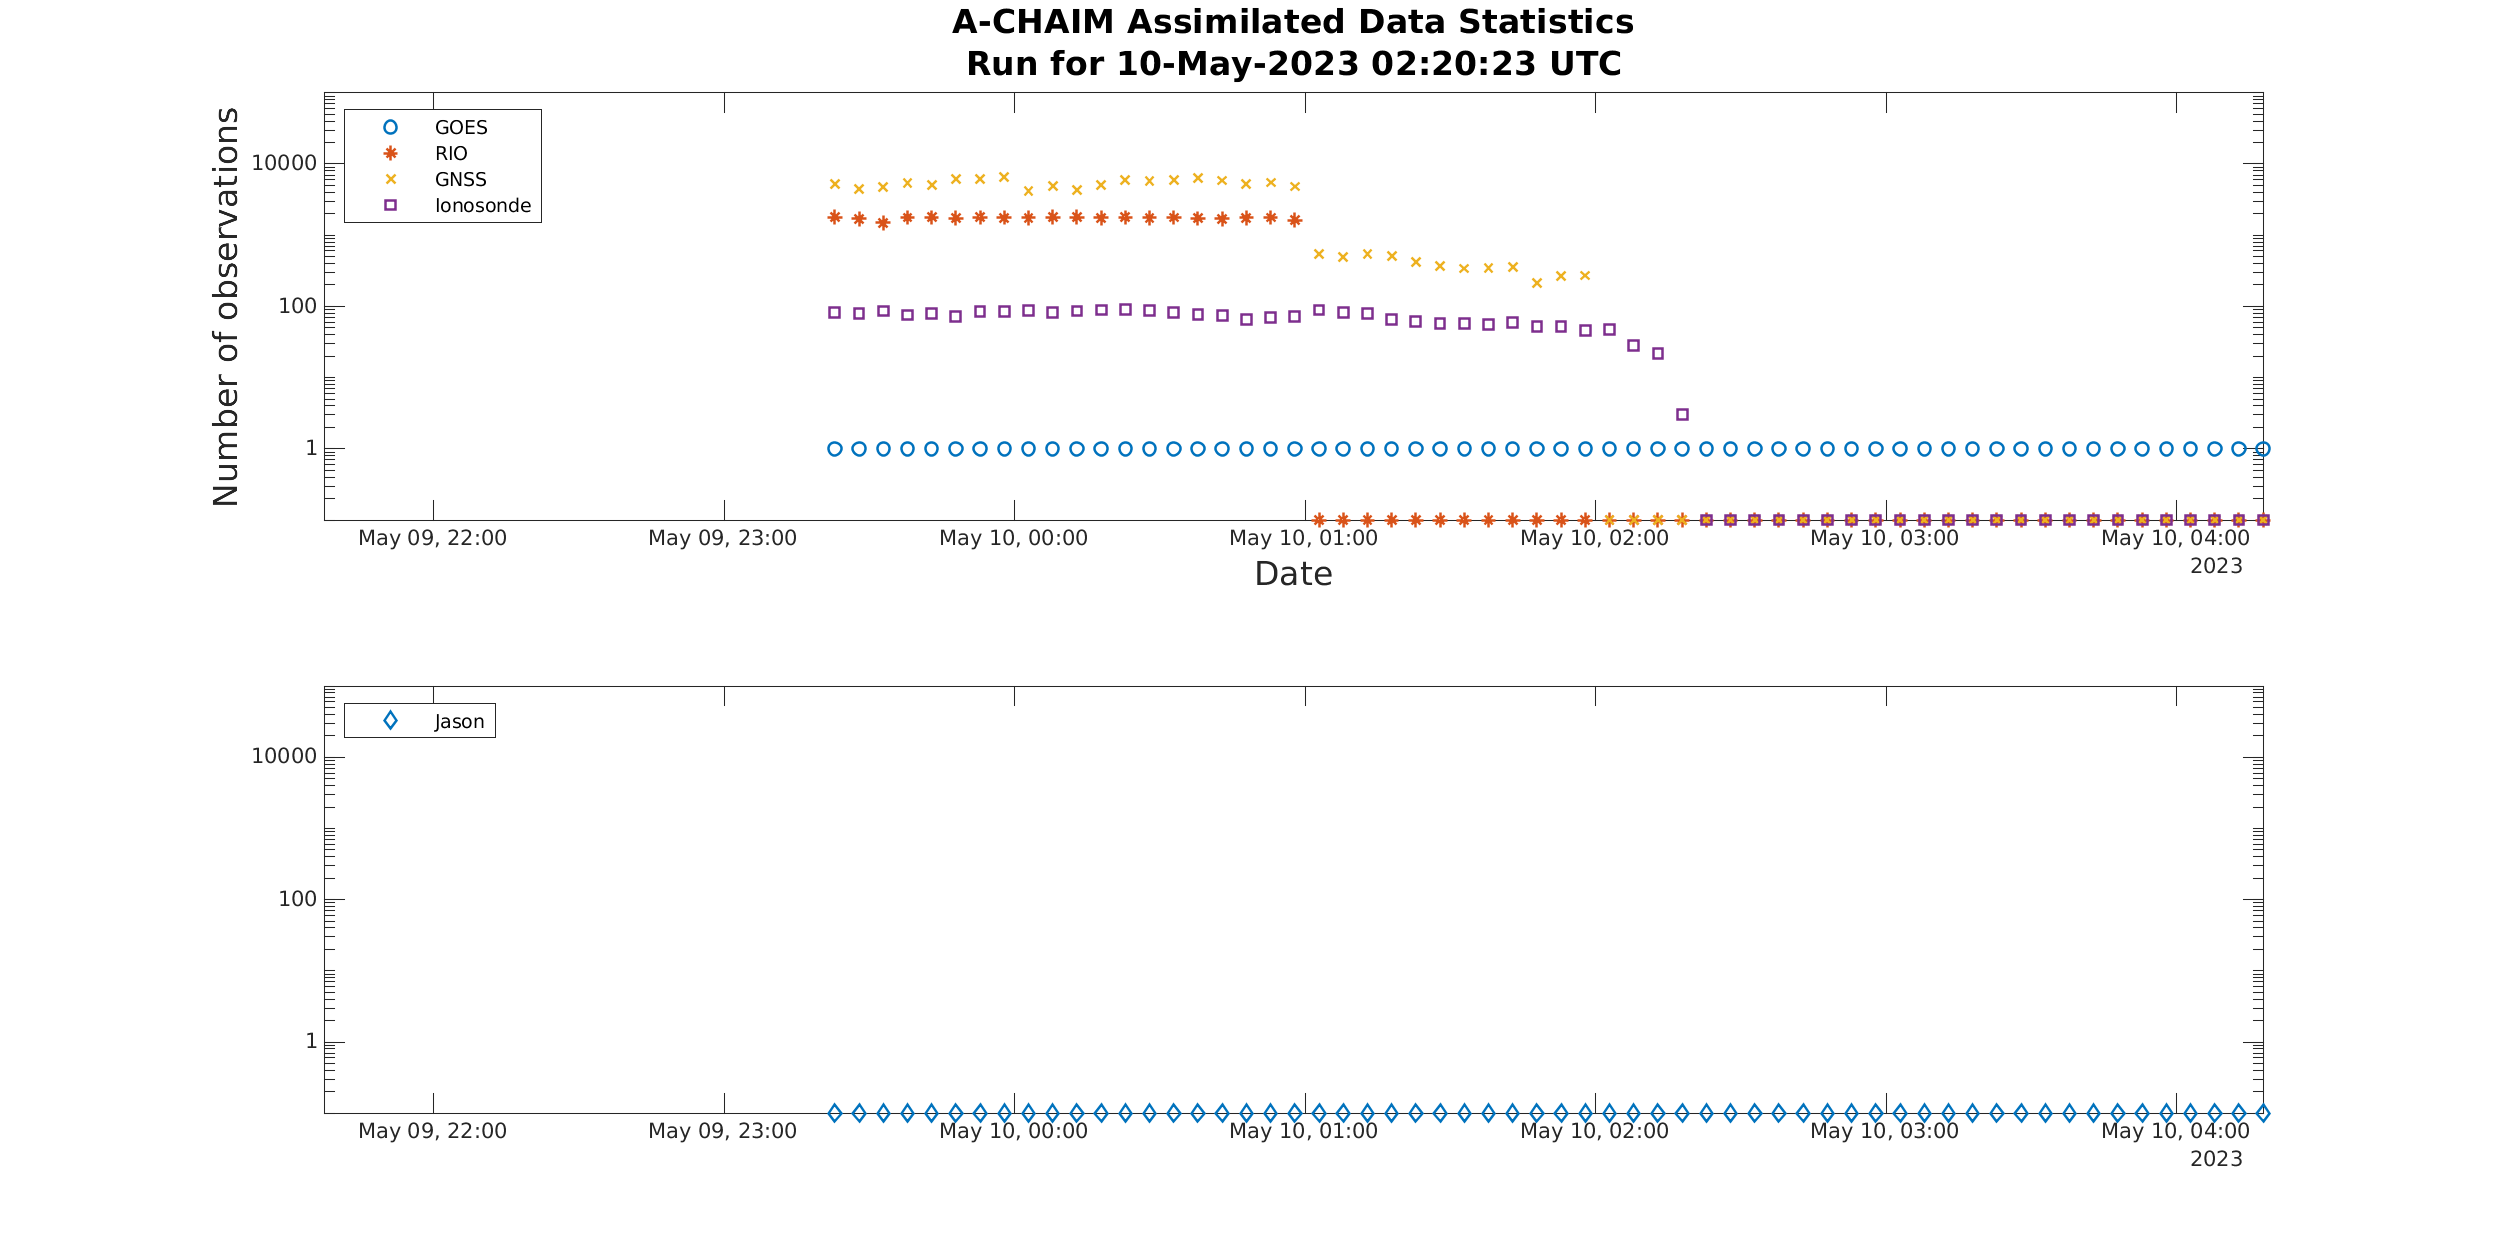 A-CHAIM Assimilated Data Statistics
Run for 10-May-2023 02:20:23 UTC
Number of observations
10000
100
1
GOES
RIO
GNSS
Ionosonde
May 09, 22:00
May 09, 23:00
May 10, 00:00
May 10, 01:00
May 10, 02:00
May 10, 03:00
May 10, 04:00
2023
Date
10000
100
1
Jason
May 09, 22:00
May 09, 23:00
May 10, 00:00
May 10, 01:00
May 10, 02:00
May 10, 03:00
May 10, 04:00
2023